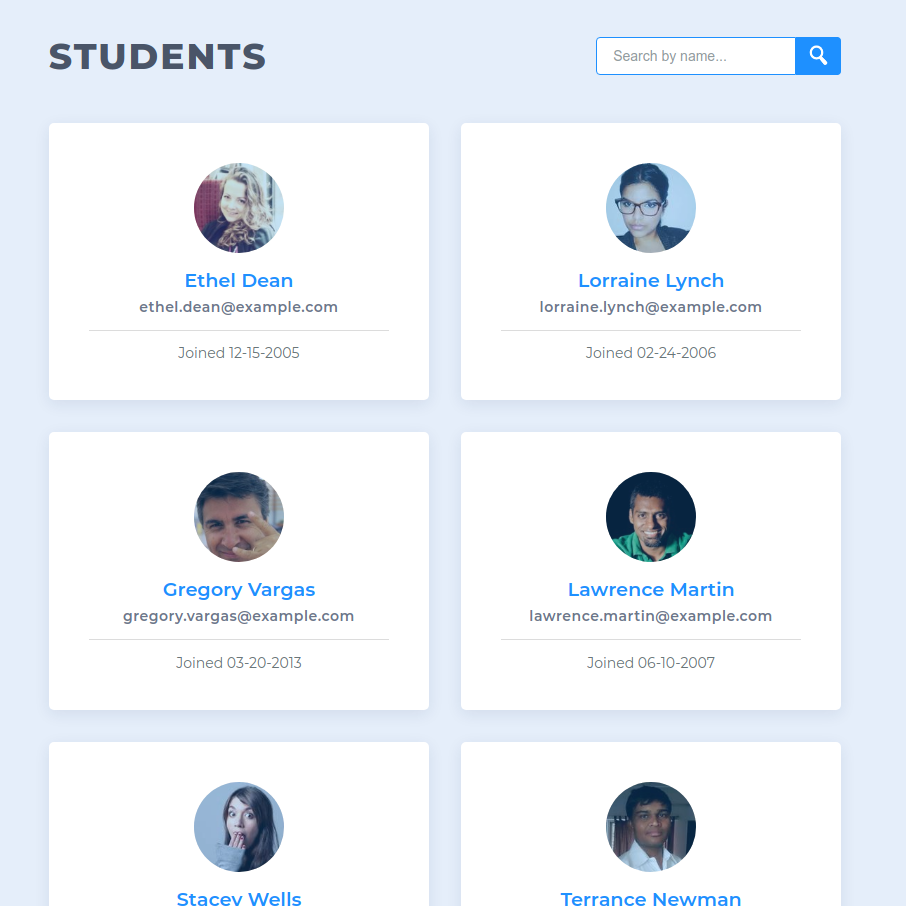 STUDENTS
Search by name...
Ethel Dean
ethel.dean@example.com
Joined 12-15-2005
Lorraine Lynch
lorraine.lynch@example.com
Joined 02-24-2006
Gregory Vargas
gregory.vargas@example.com
Joined 03-20-2013
Lawrence Martin
lawrence.martin@example.com
Joined 06-10-2007
Stacey Wells
Terrance Newman